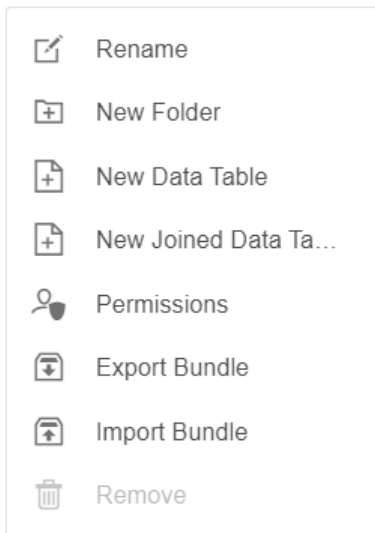 Rename
New Folder
New Data Table
New Joined Data Ta...
Permissions
Export Bundle
Import Bundle
Remove